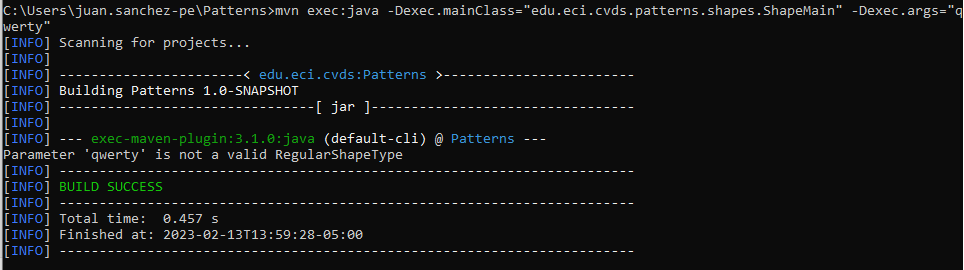 C:\Users\juan.sanchez-pe\Patterns>mvn exec:java -Dexec.mainClass="edu.eci.cvds.patterns.shapes.ShapeMain" -Dexec.args="q
werty"
[INFO] Scanning for projects...
[INFO]
[INFO] -----------------------< edu.eci.cvds:Patterns >------------------------
[INFO] Building Patterns 1.0-SNAPSHOT
[INFO] --------------------------------[ jar ]---------------------------------
[INFO]
[INFO] --- exec-maven-plugin:3.1.0:java (default-cli) @ Patterns ---
Parameter 'qwerty' is not a valid RegularShapeType
[INFO] ------------------------------------------------------------------------
[INFO] BUILD SUCCESS
[INFO] ------------------------------------------------------------------------
[INFO] Total time:  0.457 s
[INFO] Finished at: 2023-02-13T13:59:28-05:00
[INFO] ------------------------------------------------------------------------